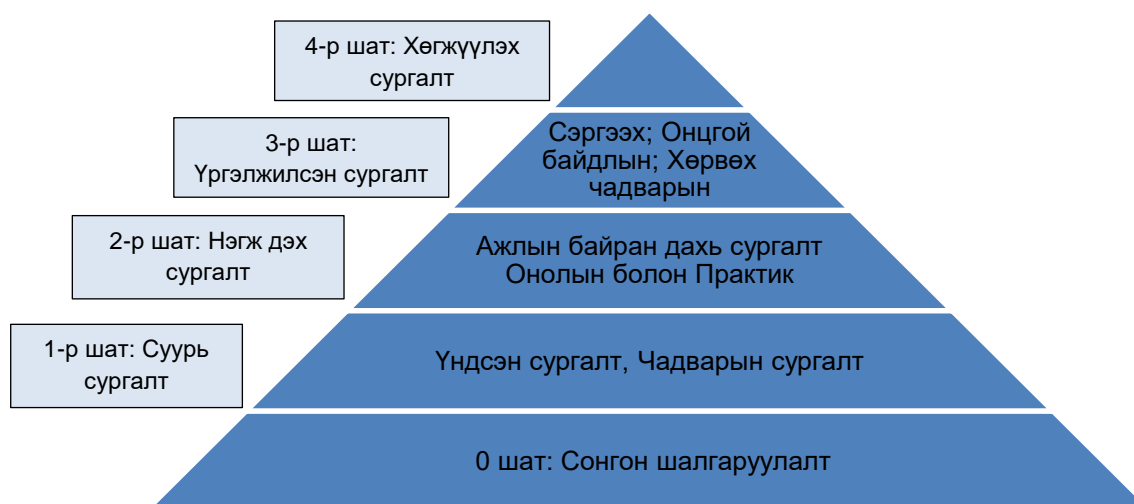 4-р шат: Хөгжүүлэх
сургалт
3-р шат:
Үргэлжилсэн сургалт
Сэргээх; Онцгой
байдлын; Хөрвөх
чадварын
2-р шат: Нэгж дэх
сургалт
Ажлын байран дахь сургалт
Онолын болон Практик
1-р шат: Суурь
сургалт
Үндсэн сургалт, Чадварын сургалт
0 шат: Сонгон шалгаруулалт